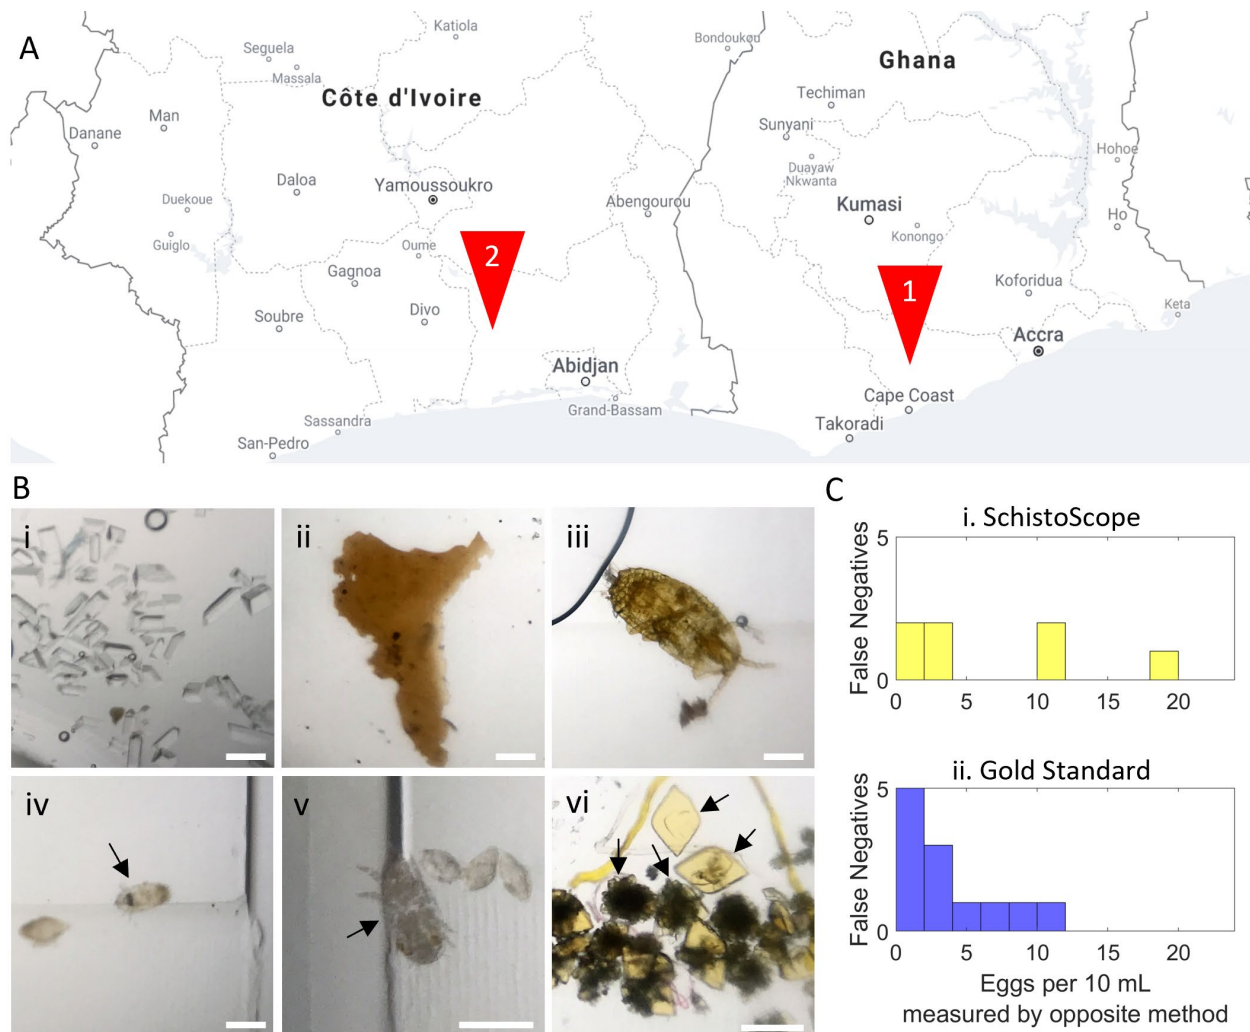 A
Katiola
Seguela
Massala
Bondoukou
Côte d'Ivoire
Ghana
Man
Danane
Techiman
Sunyani
Hohoe
Duayaw
Nkwanta
Daloa
Yamoussoukro
Duekoue
Abengourou
Kumasi
Ho
Guiglo
Oume
Konongo
2
1
Gagnoa
Koforidua
Soubre
Divo
Keta
Accra
Abidjan
Cape Coast
Grand-Bassam
Sassandra
Takoradi
San-Pedro
B
i
ii
iii
iv
v
vi
C
i. SchistoScope
False Negatives
5
0
0 5 10 15 20
ii. Gold Standard
False Negatives
5
0
0 5 10 15 20
Eggs per 10 mL
measured by opposite method